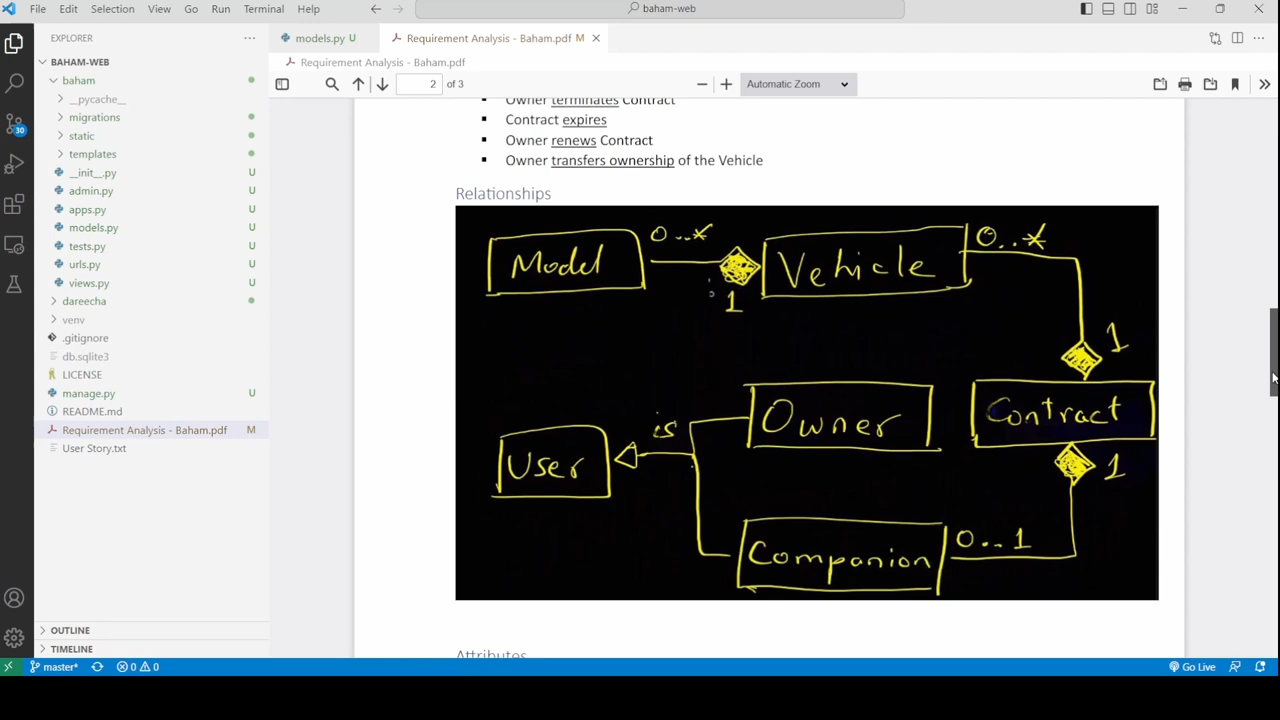 File Edit Selection View Go Run Terminal Help
baham-web
EXPLORER
models.py U
Requirement Analysis - Baham.pdf M
BAHAM-WEB
Requirement Analysis - Baham.pdf
baham
2 of 3
Automatic Zoom
__pycache__
migrations
static
templates
__init__.py U
admin.py U
apps.py U
models.py U
tests.py U
urls.py U
views.py U
dareecha
venv
.gitignore
db.sqlite3
LICENSE
manage.py U
README.md
Requirement Analysis - Baham.pdf M
User Story.txt
30
Owner terminates Contract
Contract expires
Owner renews Contract
Owner transfers ownership of the Vehicle
Relationships
Model 0..* 1 Vehicle 0..*
1
Contract
1
User is Owner
Companion 0..1
Attributes
OUTLINE
TIMELINE
master* 0 0 Go Live